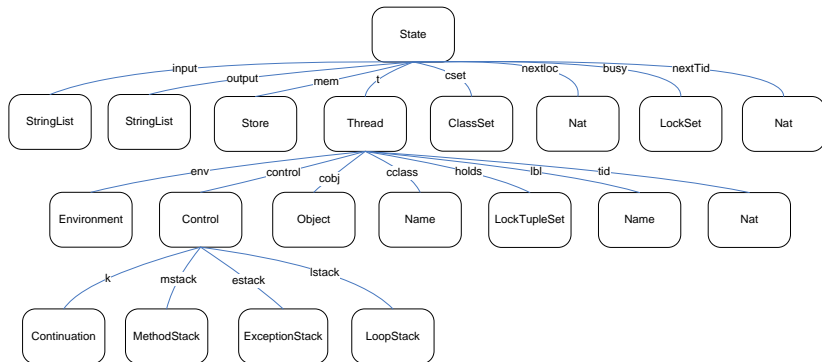 State
input
output
mem
t
cset
nextloc
busy
nextTid
StringList
StringList
Store
Thread
ClassSet
Nat
LockSet
Nat
env
control
cobj
cclass
holds
lbl
tid
Environment
Control
Object
Name
LockTupleSet
Name
Nat
k
mstack
estack
lstack
Continuation
MethodStack
ExceptionStack
LoopStack